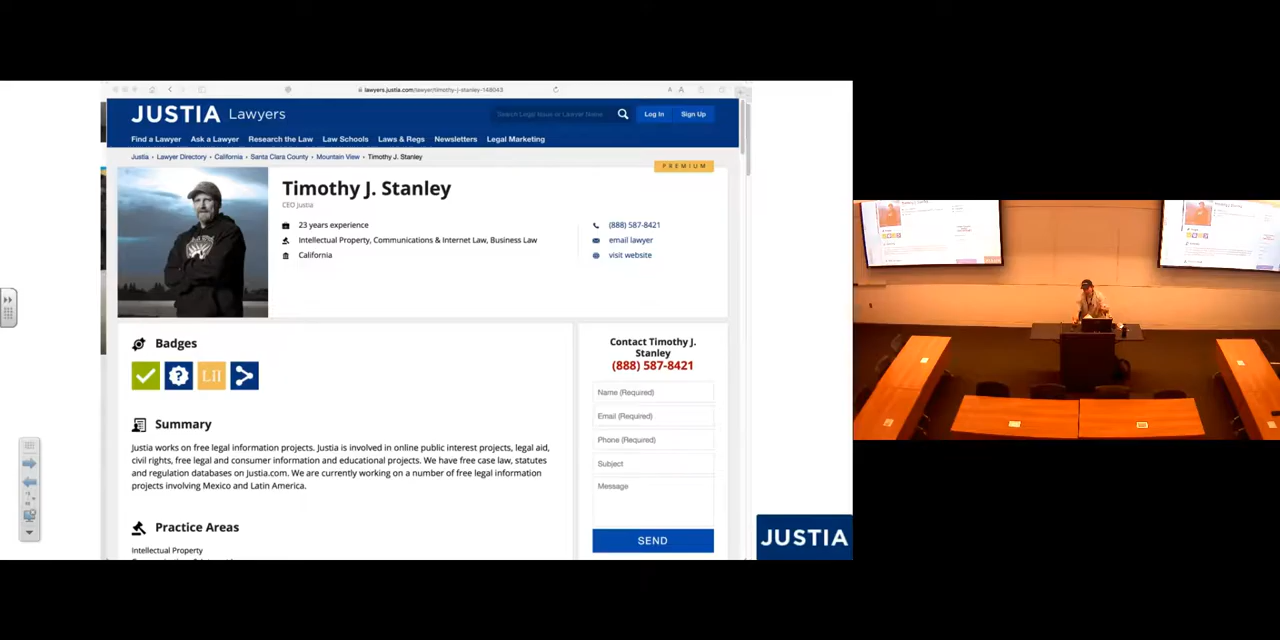 lawyers.justia.com/lawyer/timothy-j-stanley-148043
JUSTIA Lawyers
Search Legal Issue or Lawyer Name
Log In
Sign Up
Find a Lawyer Ask a Lawyer Research the Law Law Schools Laws & Regs Newsletters Legal Marketing
Justia • Lawyer Directory • California • Santa Clara County • Mountain View • Timothy J. Stanley
PREMIUM
Timothy J. Stanley
CEO Justia
23 years experience
Intellectual Property, Communications & Internet Law, Business Law
California
(888) 587-8421
email lawyer
visit website
Badges
LII
Summary
Justia works on free legal information projects. Justia is involved in online public interest projects, legal aid,
civil rights, free legal and consumer information and educational projects. We have free case law, statutes
and regulation databases on Justia.com. We are currently working on a number of free legal information
projects involving Mexico and Latin America.
Practice Areas
Intellectual Property
Contact Timothy J.
Stanley
(888) 587-8421
Name (Required)
Email (Required)
Phone (Required)
Subject
Message
SEND
JUSTIA